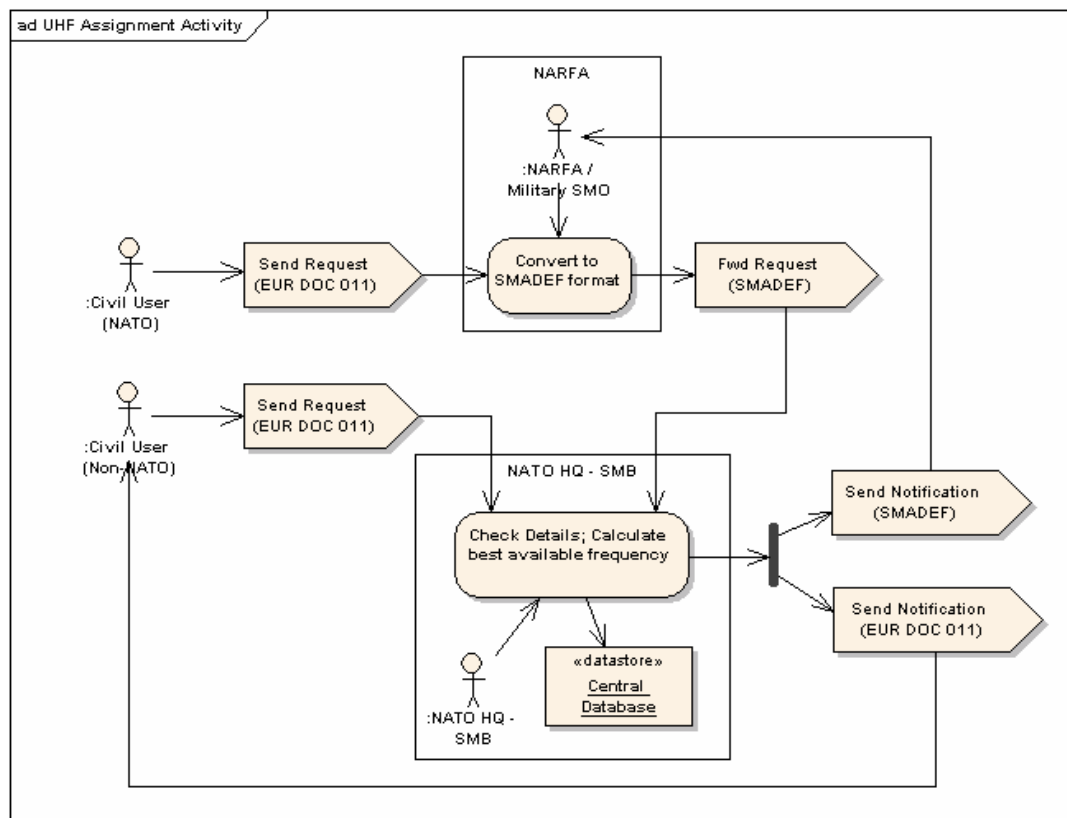 ad UHF Assignment Activity
NARFA
:NARFA /
Military SMO
Convert to
SMADEF format
Send Request
(EUR DOC 011)
Fwd Request
(SMADEF)
:Civil User
(NATO)
Send Request
(EUR DOC 011)
:Civil User
(Non-NATO)
NATO HQ - SMB
Check Details; Calculate
best available frequency
Send Notification
(SMADEF)
Send Notification
(EUR DOC 011)
«datastore»
Central
Database
:NATO HQ -
SMB